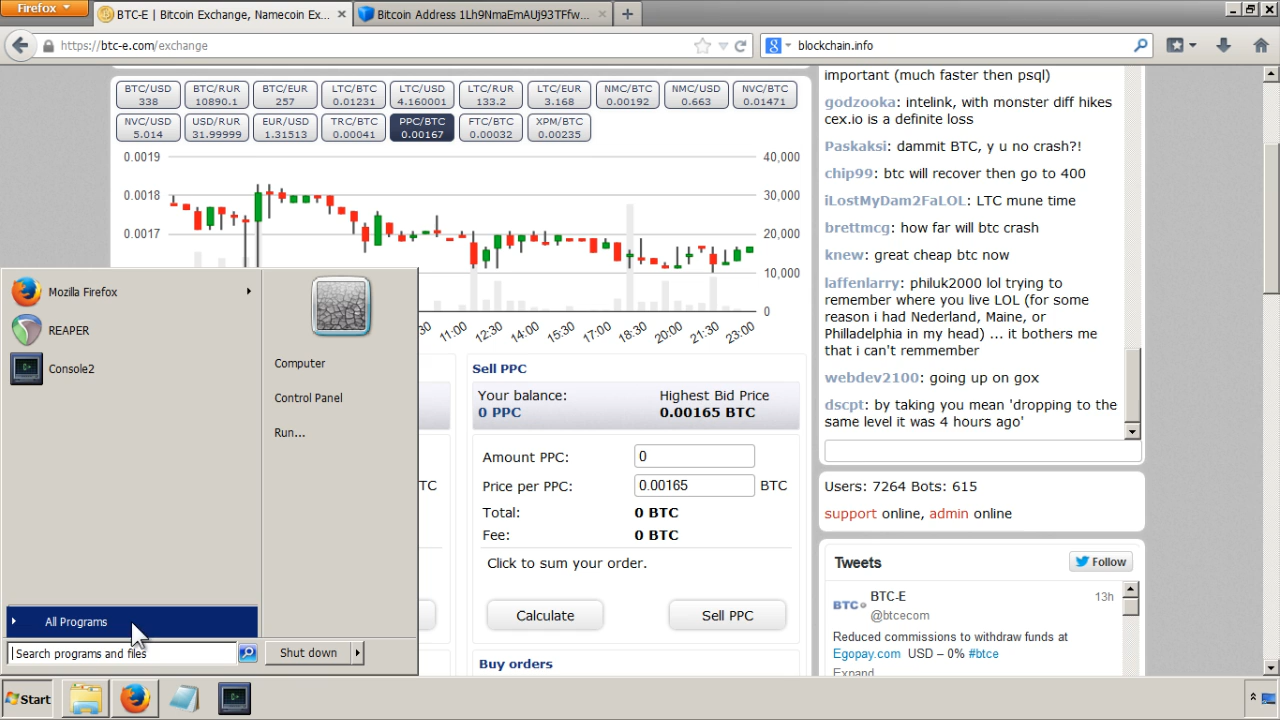 Firefox
BTC-E | Bitcoin Exchange, Namecoin Ex...
Bitcoin Address 1Lh9NmaEmAUj93TFfw...
https://btc-e.com/exchange
blockchain.info
BTC/USD BTC/RUR BTC/EUR LTC/BTC LTC/USD LTC/RUR LTC/EUR NMC/BTC NMC/USD NVC/BTC
338 10890.1 257 0.01231 4.160001 133.2 3.168 0.00192 0.663 0.01471
NVC/USD USD/RUR EUR/USD TRC/BTC PPC/BTC FTC/BTC XPM/BTC
5.014 31.99999 1.31513 0.00041 0.00167 0.00032 0.00235
0.0019 40,000
0.0018 30,000
0.0017 20,000
10,000
0
:30 11:00 12:30 14:00 15:30 17:00 18:30 20:00 21:30 23:00
Sell PPC
Your balance: Highest Bid Price
0 PPC 0.00165 BTC
Amount PPC: 0
TC Price per PPC: 0.00165 BTC
Total: 0 BTC
Fee: 0 BTC
Click to sum your order.
Calculate Sell PPC
Buy orders
important (much faster then psql)
godzooka: intelink, with monster diff hikes
cex.io is a definite loss
Paskaksi: dammit BTC, y u no crash?!
chip99: btc will recover then go to 400
iLostMyDam2FaLOL: LTC mune time
brettmcg: how far will btc crash
knew: great cheap btc now
laffenlarry: philuk2000 lol trying to
remember where you live LOL (for some
reason i had Nederland, Maine, or
Philadelphia in my head) ... it bothers me
that i can't remmember
webdev2100: going up on gox
dscpt: by taking you mean 'dropping to the
same level it was 4 hours ago'
Users: 7264 Bots: 615
support online, admin online
Tweets Follow
BTC-E 13h
BTC-
@btcecom
Reduced commissions to withdraw funds at
Egopay.com USD – 0% #btce
Expand
Mozilla Firefox
REAPER
Console2
Computer
Control Panel
Run...
All Programs
Search programs and files
Shut down
Start